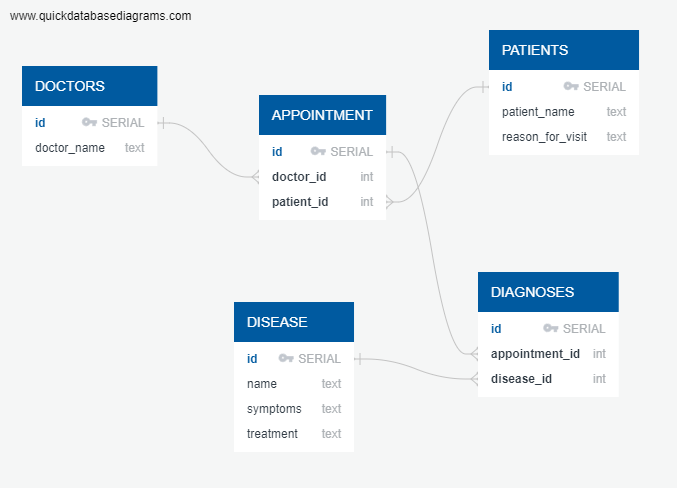 www.quickdatabasediagrams.com
DOCTORS
id SERIAL
doctor_name text
APPOINTMENT
id SERIAL
doctor_id int
patient_id int
PATIENTS
id SERIAL
patient_name text
reason_for_visit text
DISEASE
id SERIAL
name text
symptoms text
treatment text
DIAGNOSES
id SERIAL
appointment_id int
disease_id int